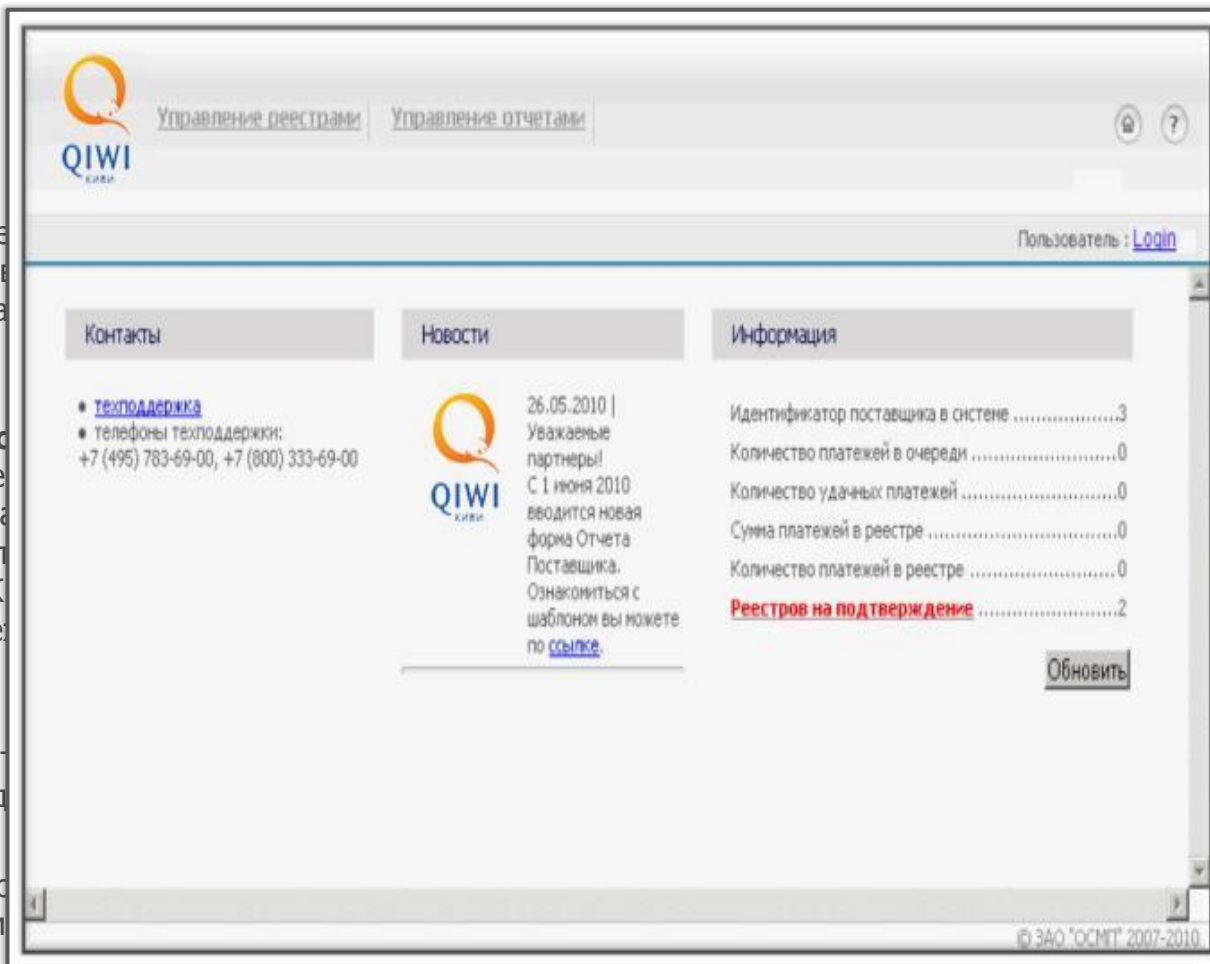 QIWI
киви
Управление реестрами
Управление отчетами
?
Пользователь : Login
Контакты
• техподдержка
• телефоны техподдержки:
+7 (495) 783-69-00, +7 (800) 333-69-00
Новости
QIWI
киви
26.05.2010 |
Уважаемые
партнеры!
С 1 июня 2010
вводится новая
форма Отчета
Поставщика.
Ознакомиться с
шаблоном вы можете
по ссылке.
Информация
Идентификатор поставщика в системе ...................3
Количество платежей в очереди ..........................0
Количество удачных платежей ............................0
Сумма платежей в реестре .................................0
Количество платежей в реестре ..........................0
Реестров на подтверждение .........................2
Обновить
© ЗАО "ОСМП" 2007-2010